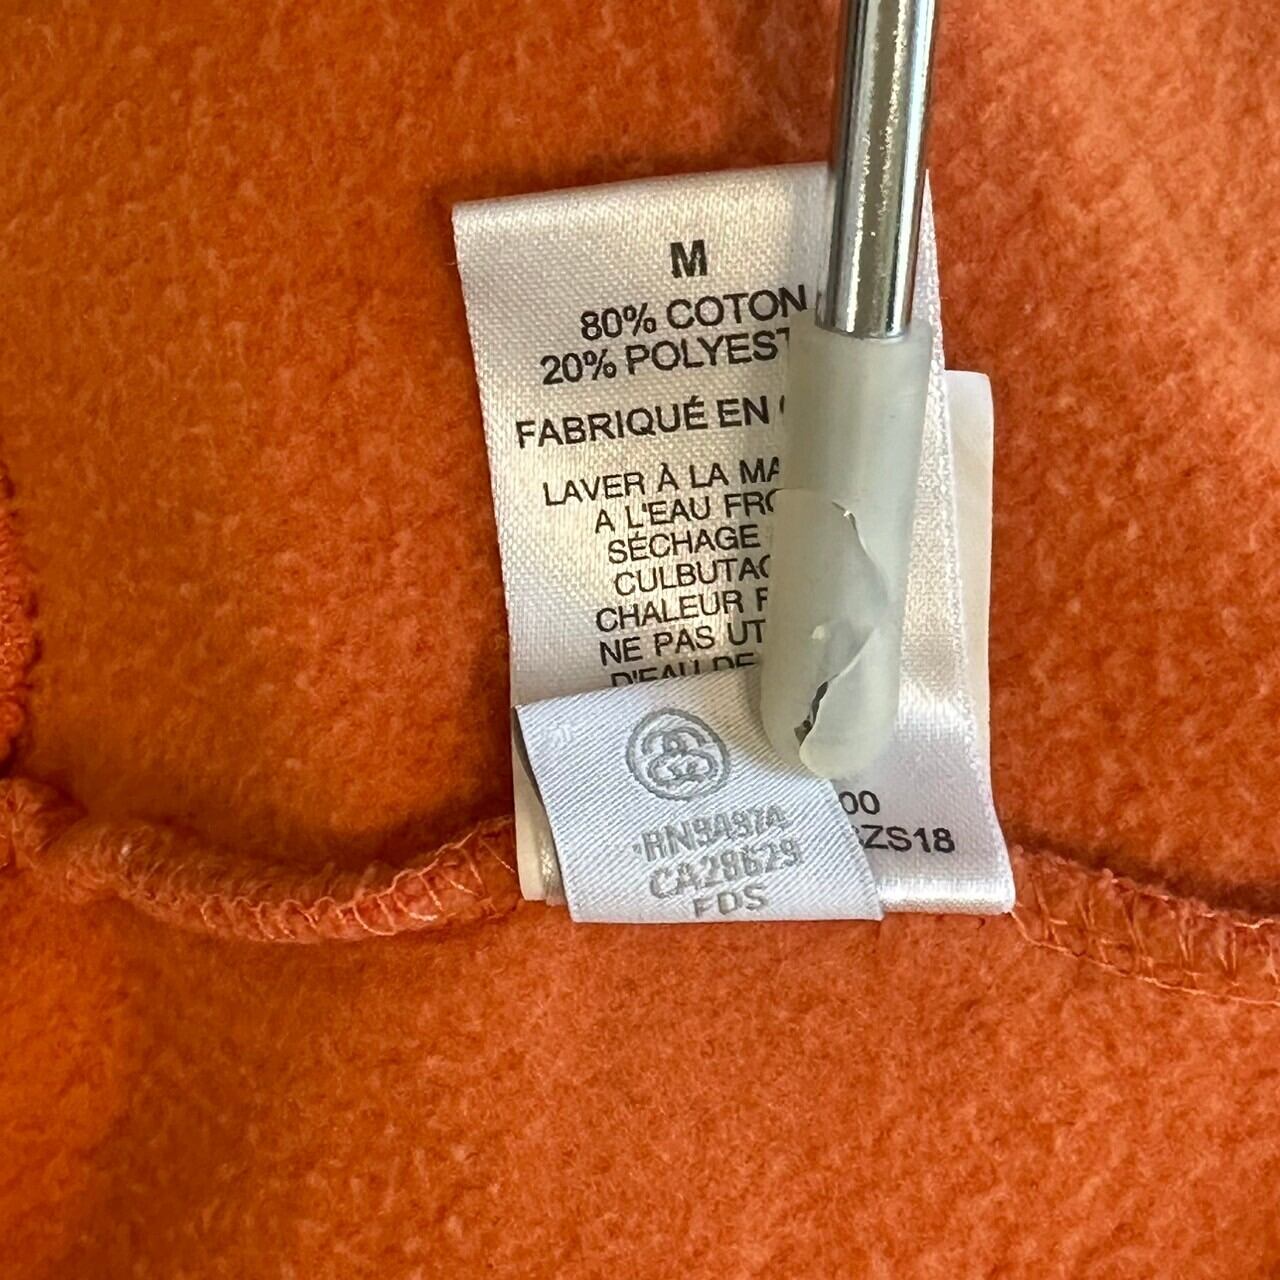 M
80% COTON
20% POLYEST
FABRIQUÉ EN
LAVER À LA MA
A L'EAU FRO
SÉCHAGE
CULBUTAG
CHALEUR F
NE PAS UT
D'EAU DE
00
ZS18
RN94974
CA28629
FDS